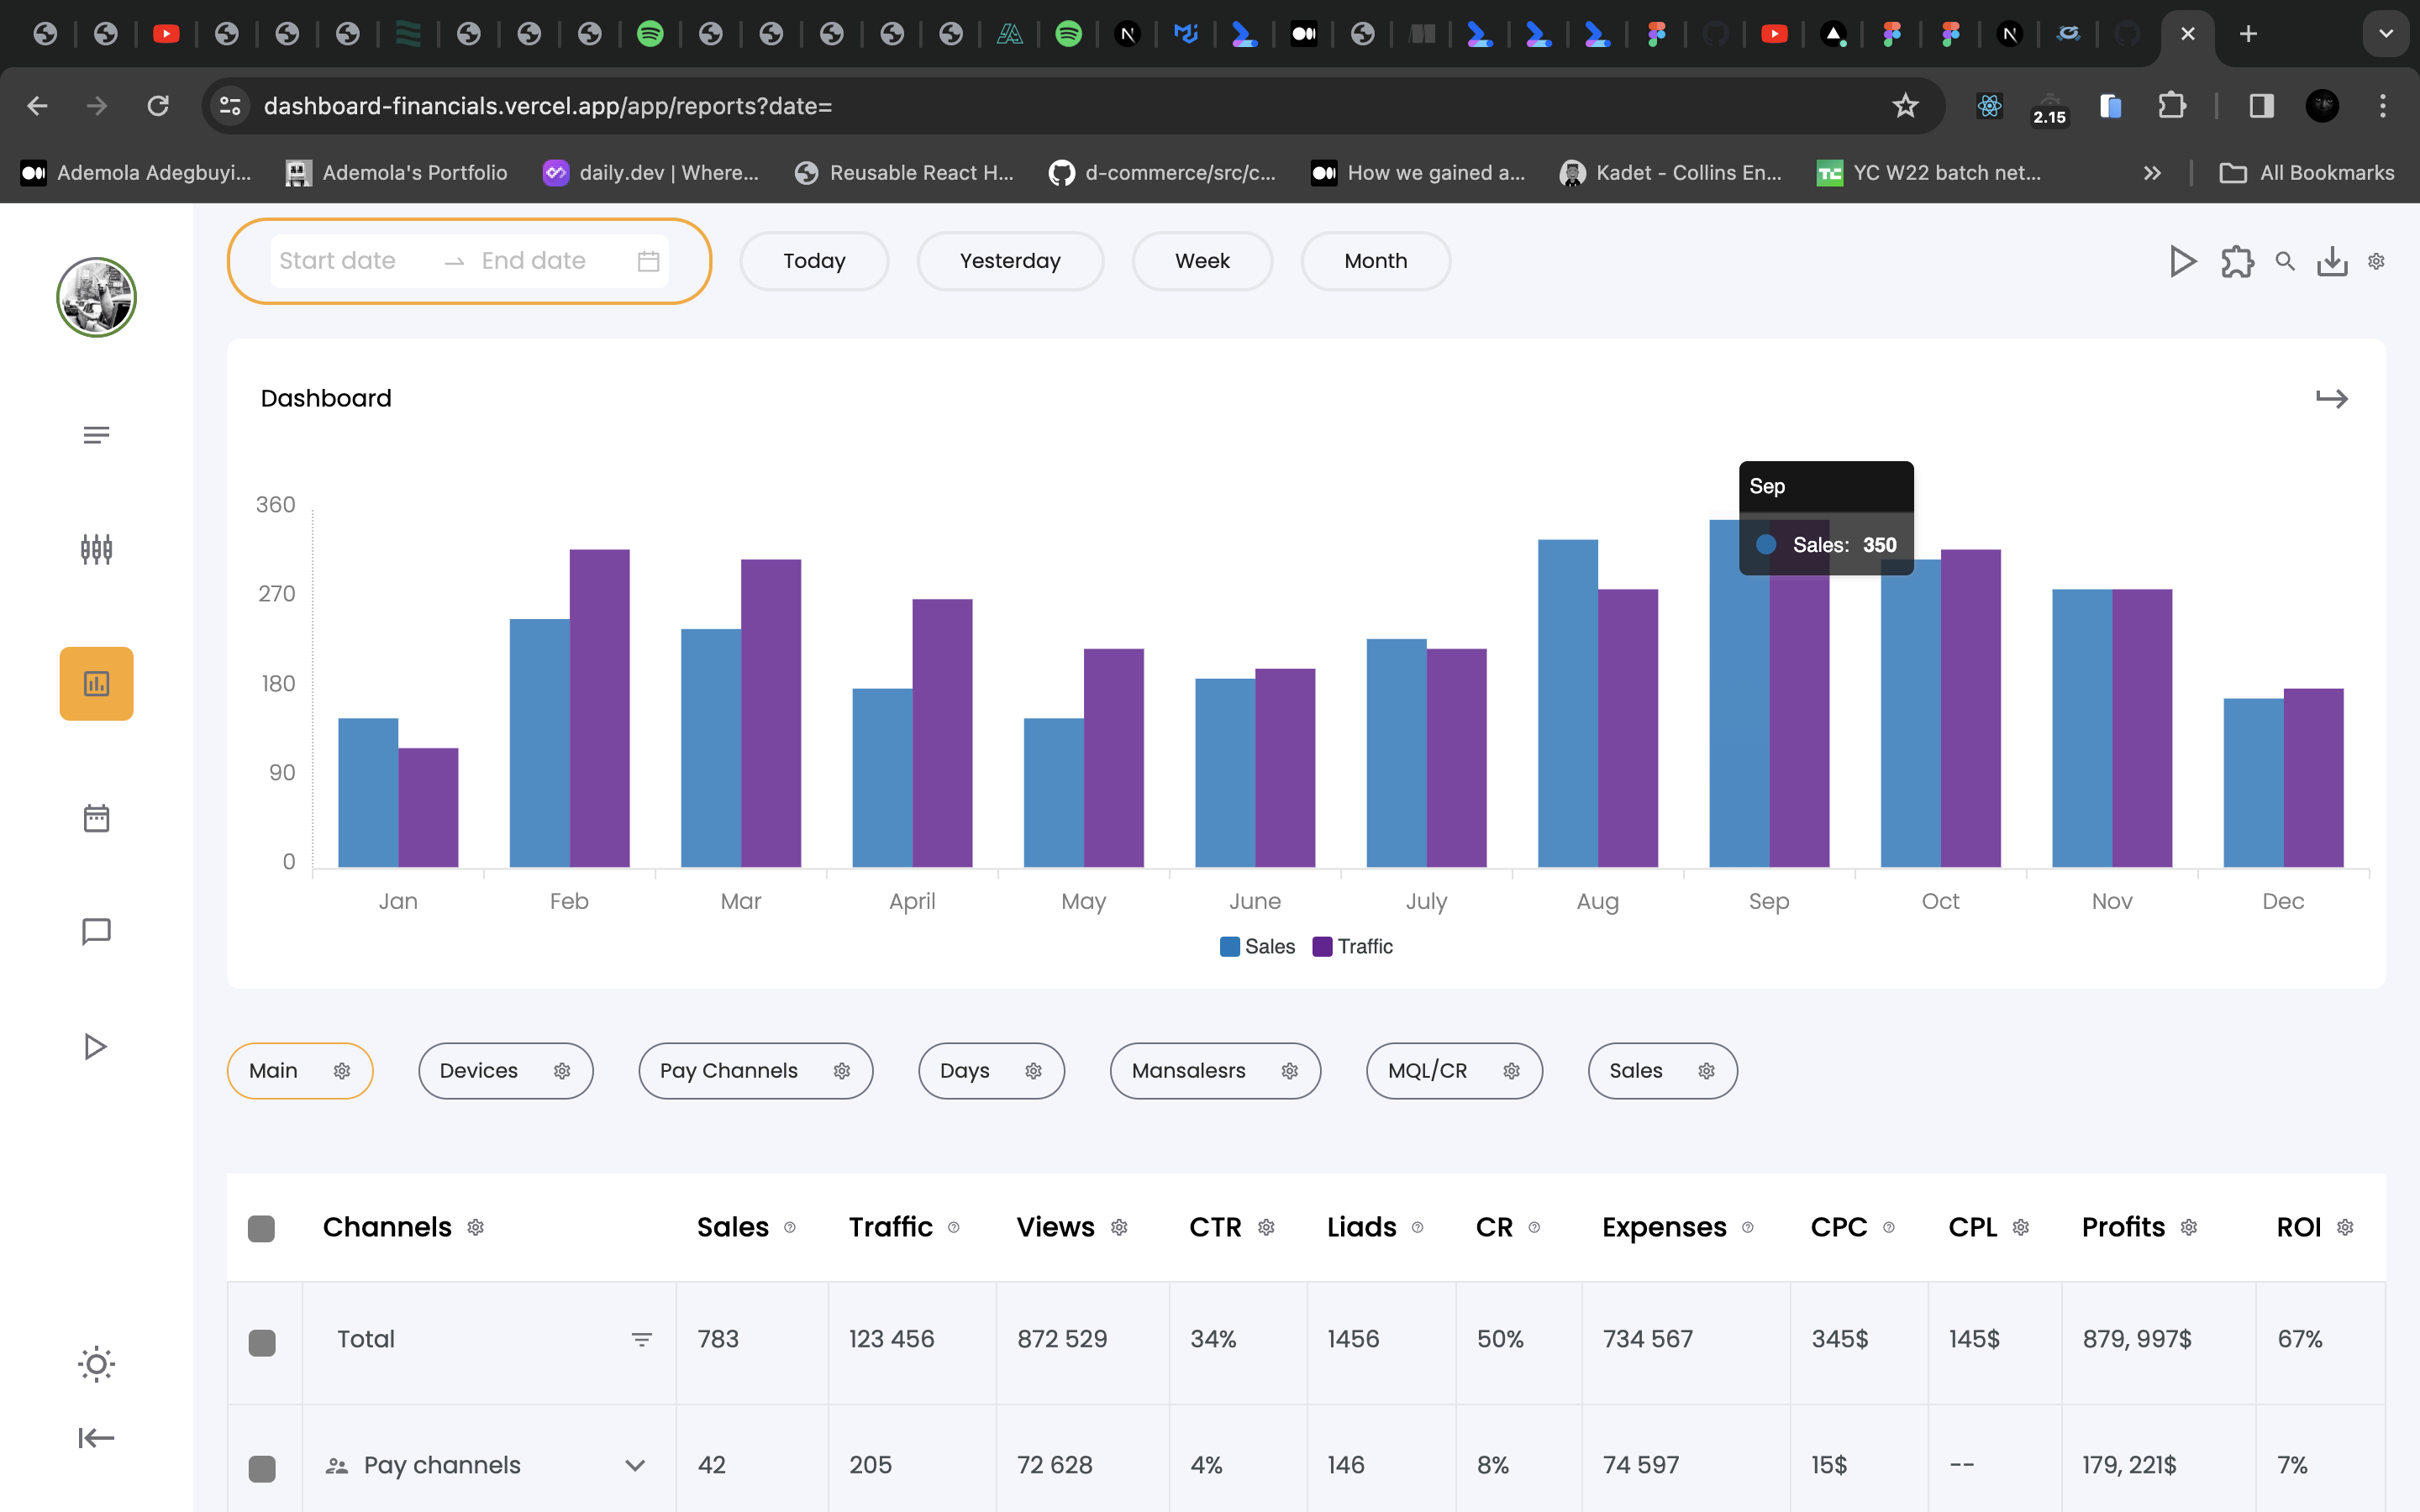 dashboard-financials.vercel.app/app/reports?date=
2.15
Ademola Adegbuyi...
Ademola's Portfolio
daily.dev | Where...
Reusable React H...
d-commerce/src/c...
How we gained a...
Kadet - Collins En...
YC W22 batch net...
All Bookmarks
Start date
End date
Today
Yesterday
Week
Month
Dashboard
Sep
Sales: 350
360
270
180
90
0
Jan Feb Mar April May June July Aug Sep Oct Nov Dec
Sales Traffic
Main
Devices
Pay Channels
Days
Mansalesrs
MQL/CR
Sales
Channels Sales Traffic Views CTR Liads CR Expenses CPC CPL Profits ROI
Total 783 123 456 872 529 34% 1456 50% 734 567 345$ 145$ 879, 997$ 67%
Pay channels 42 205 72 628 4% 146 8% 74 597 15$ -- 179, 221$ 7%